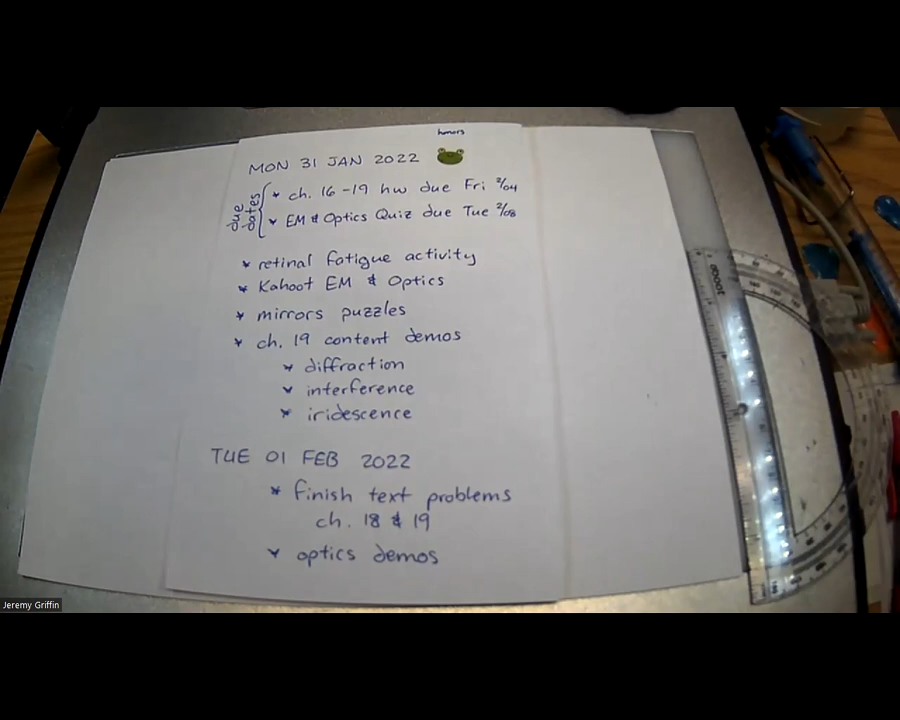 honors
MON 31 JAN 2022
due dates
* ch. 16-19 hw due Fri 2/04
* EM & Optics Quiz due Tue 2/08
* retinal fatigue activity
* Kahoot EM & Optics
* mirrors puzzles
* ch. 19 content demos
* diffraction
* interference
* iridescence
TUE 01 FEB 2022
* finish text problems
ch. 18 & 19
* optics demos
Jeremy Griffin